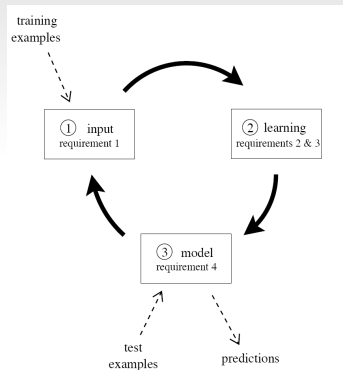 training
examples
① input
requirement 1
② learning
requirements 2 & 3
③ model
requirement 4
test
examples
predictions